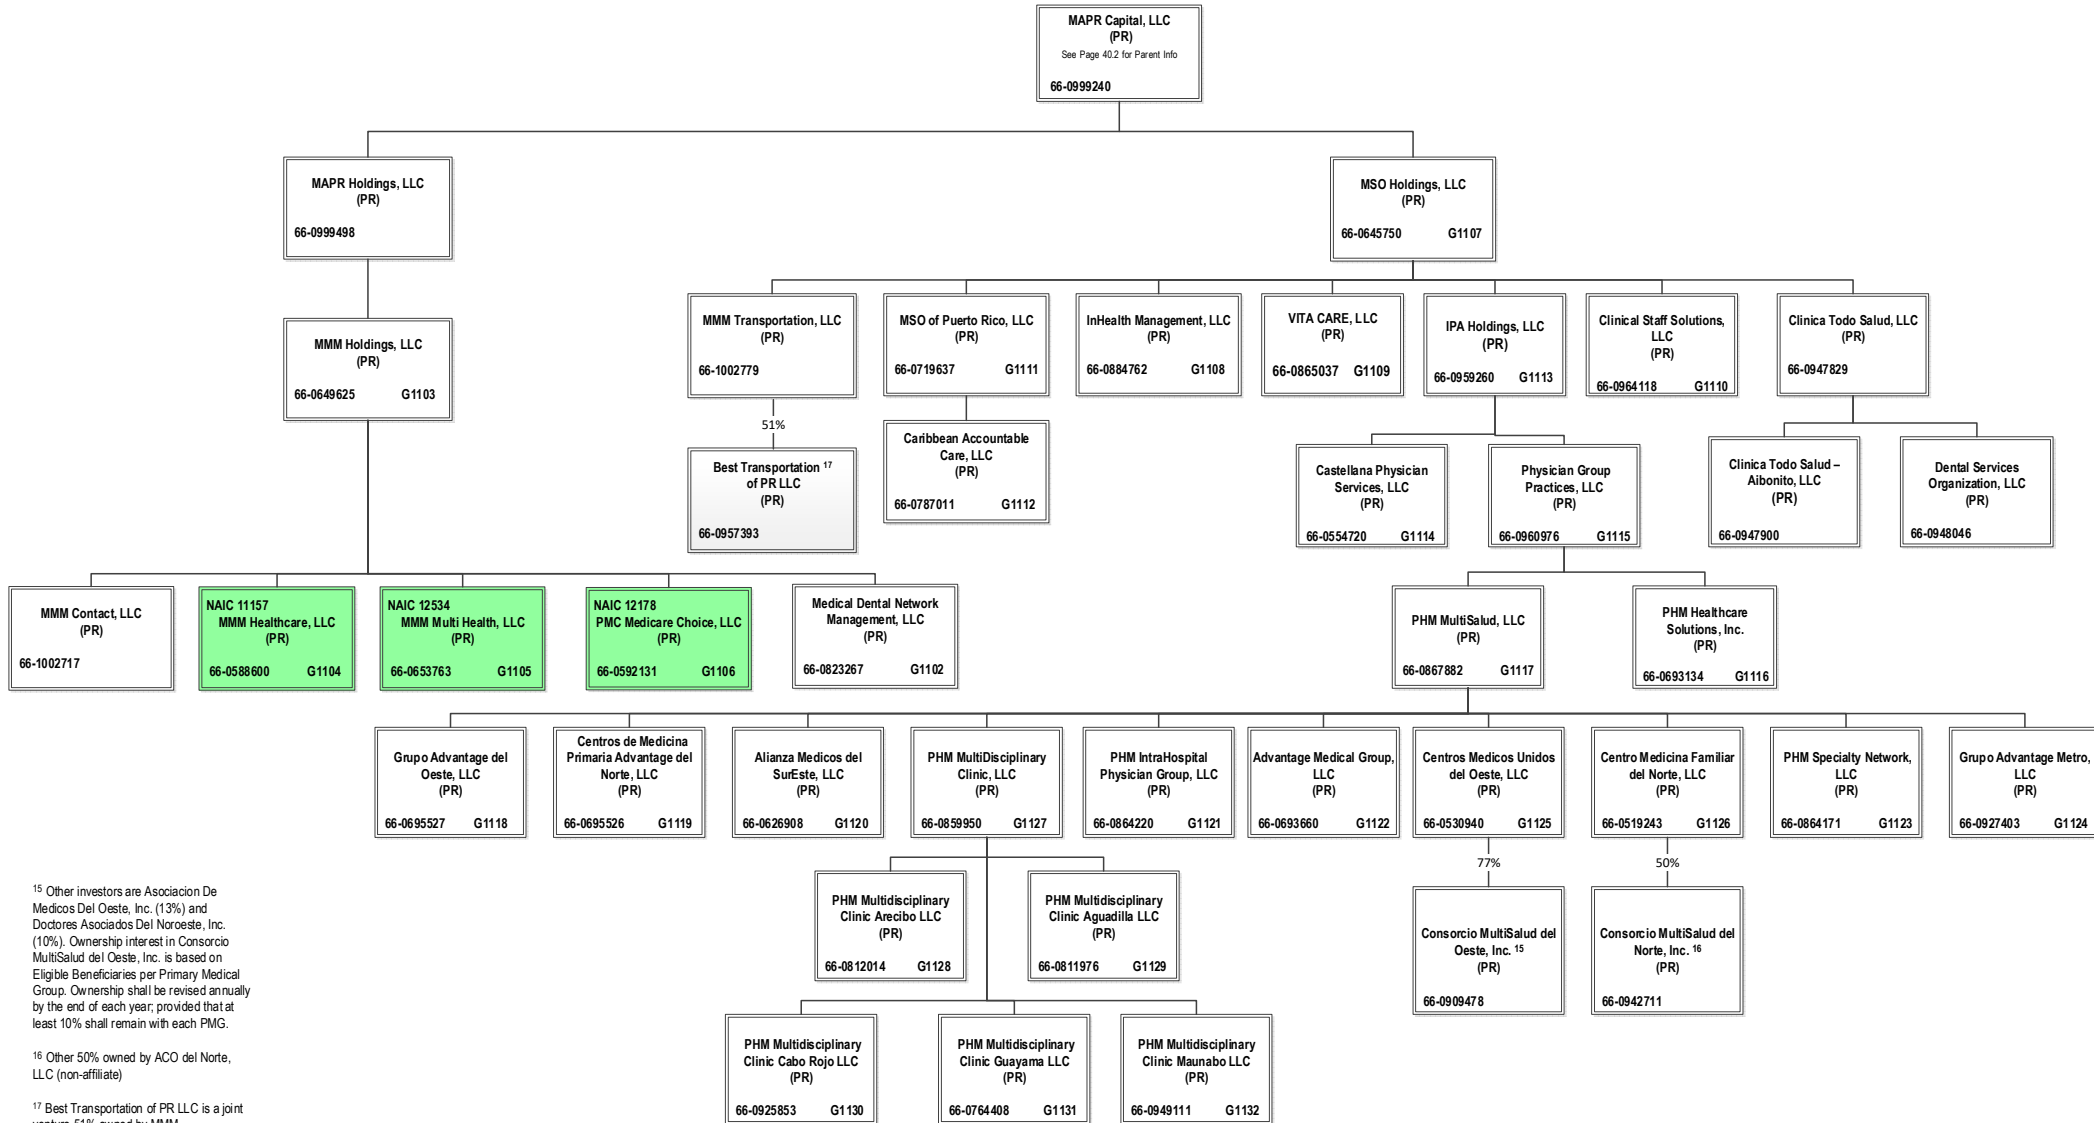 MAPR Capital, LLC
(PR)
See Page 40.2 for Parent Info
66-0999240
MAPR Holdings, LLC
(PR)
66-0999498
MSO Holdings, LLC
(PR)
66-0645750 G1107
MMM Holdings, LLC
(PR)
66-0649625 G1103
MMM Transportation, LLC
(PR)
66-1002779
MSO of Puerto Rico, LLC
(PR)
66-0719637 G1111
InHealth Management, LLC
(PR)
66-0884762 G1108
VITA CARE, LLC
(PR)
66-0865037 G1109
IPA Holdings, LLC
(PR)
66-0959260 G1113
Clinical Staff Solutions,
LLC
(PR)
66-0964118 G1110
Clinica Todo Salud, LLC
(PR)
66-0947829
51%
Best Transportation 17
of PR LLC
(PR)
66-0957393
Caribbean Accountable
Care, LLC
(PR)
66-0787011 G1112
Castellana Physician
Services, LLC
(PR)
66-0554720 G1114
Physician Group
Practices, LLC
(PR)
66-0960976 G1115
Clinica Todo Salud –
Aibonito, LLC
(PR)
66-0947900
Dental Services
Organization, LLC
(PR)
66-0948046
MMM Contact, LLC
(PR)
66-1002717
NAIC 11157
MMM Healthcare, LLC
(PR)
66-0588600 G1104
NAIC 12534
MMM Multi Health, LLC
(PR)
66-0653763 G1105
NAIC 12178
PMC Medicare Choice, LLC
(PR)
66-0592131 G1106
Medical Dental Network
Management, LLC
(PR)
66-0823267 G1102
PHM MultiSalud, LLC
(PR)
66-0867882 G1117
PHM Healthcare
Solutions, Inc.
(PR)
66-0693134 G1116
Grupo Advantage del
Oeste, LLC
(PR)
66-0695527 G1118
Centros de Medicina
Primaria Advantage del
Norte, LLC
(PR)
66-0695526 G1119
Alianza Medicos del
SurEste, LLC
(PR)
66-0626908 G1120
PHM MultiDisciplinary
Clinic, LLC
(PR)
66-0859950 G1127
PHM IntraHospital
Physician Group, LLC
(PR)
66-0864220 G1121
Advantage Medical Group,
LLC
(PR)
66-0693660 G1122
Centros Medicos Unidos
del Oeste, LLC
(PR)
66-0530940 G1125
Centro Medicina Familiar
del Norte, LLC
(PR)
66-0519243 G1126
PHM Specialty Network,
LLC
(PR)
66-0864171 G1123
Grupo Advantage Metro,
LLC
(PR)
66-0927403 G1124
77%
50%
PHM Multidisciplinary
Clinic Arecibo LLC
(PR)
66-0812014 G1128
PHM Multidisciplinary
Clinic Aguadilla LLC
(PR)
66-0811976 G1129
Consorcio MultiSalud del
Oeste, Inc. 15
(PR)
66-0909478
Consorcio MultiSalud del
Norte, Inc. 16
(PR)
66-0942711
PHM Multidisciplinary
Clinic Cabo Rojo LLC
(PR)
66-0925853 G1130
PHM Multidisciplinary
Clinic Guayama LLC
(PR)
66-0764408 G1131
PHM Multidisciplinary
Clinic Maunabo LLC
(PR)
66-0949111 G1132
15 Other investors are Asociacion De
Medicos Del Oeste, Inc. (13%) and
Doctores Asociados Del Noroeste, Inc.
(10%). Ownership interest in Consorcio
MultiSalud del Oeste, Inc. is based on
Eligible Beneficiaries per Primary Medical
Group. Ownership shall be revised annually
by the end of each year; provided that at
least 10% shall remain with each PMG.
16 Other 50% owned by ACO del Norte,
LLC (non-affiliate)
17 Best Transportation of PR LLC is a joint
venture 51% owned by MMM